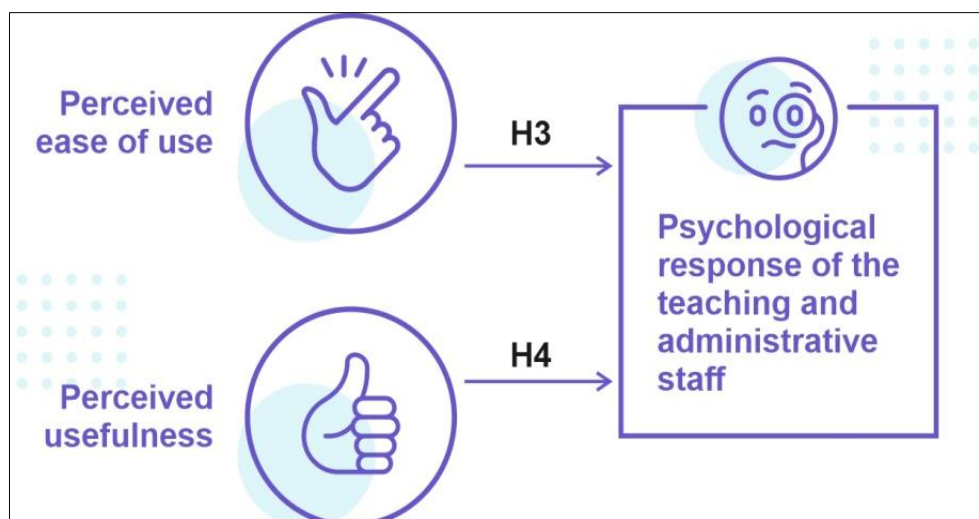 Perceived
ease of use
H3
Psychological
response of the
teaching and
administrative
staff
H4
Perceived
usefulness